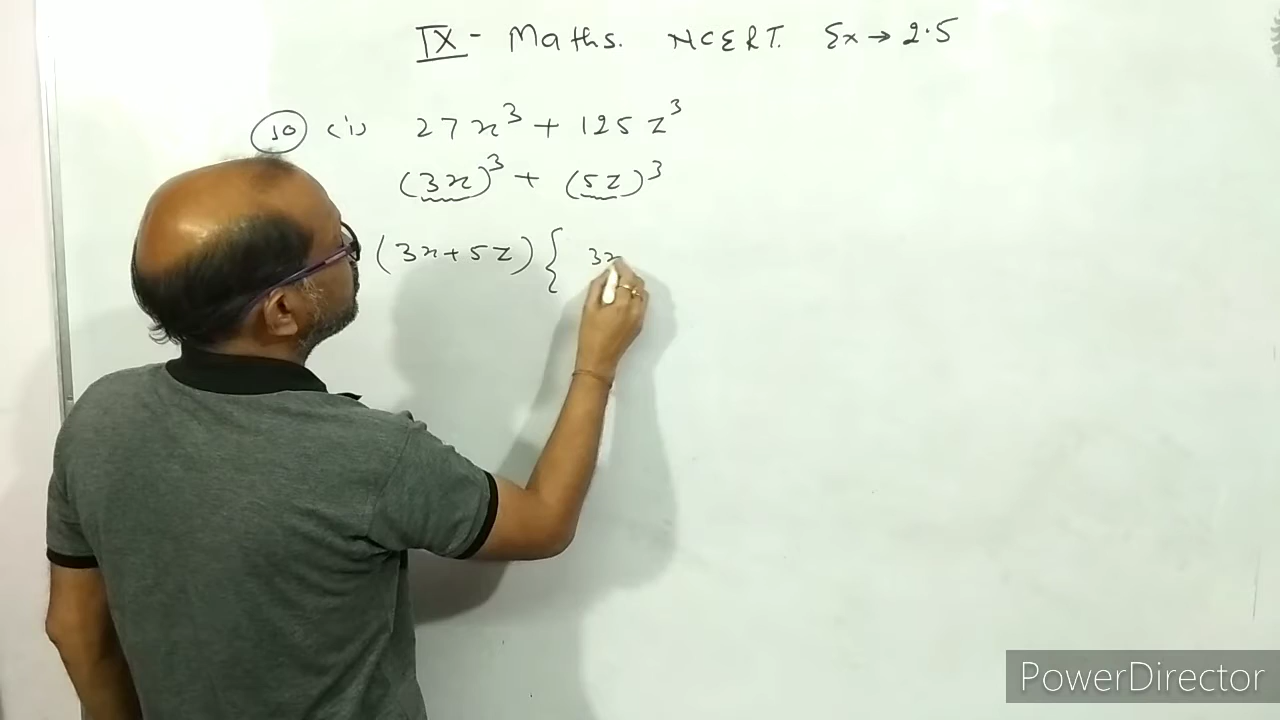 IX - Maths. NCERT. Ex → 2.5
10 (i) 27x³ + 125z³
(3x)³ + (5z)³
(3x+5z) { 3x
PowerDirector